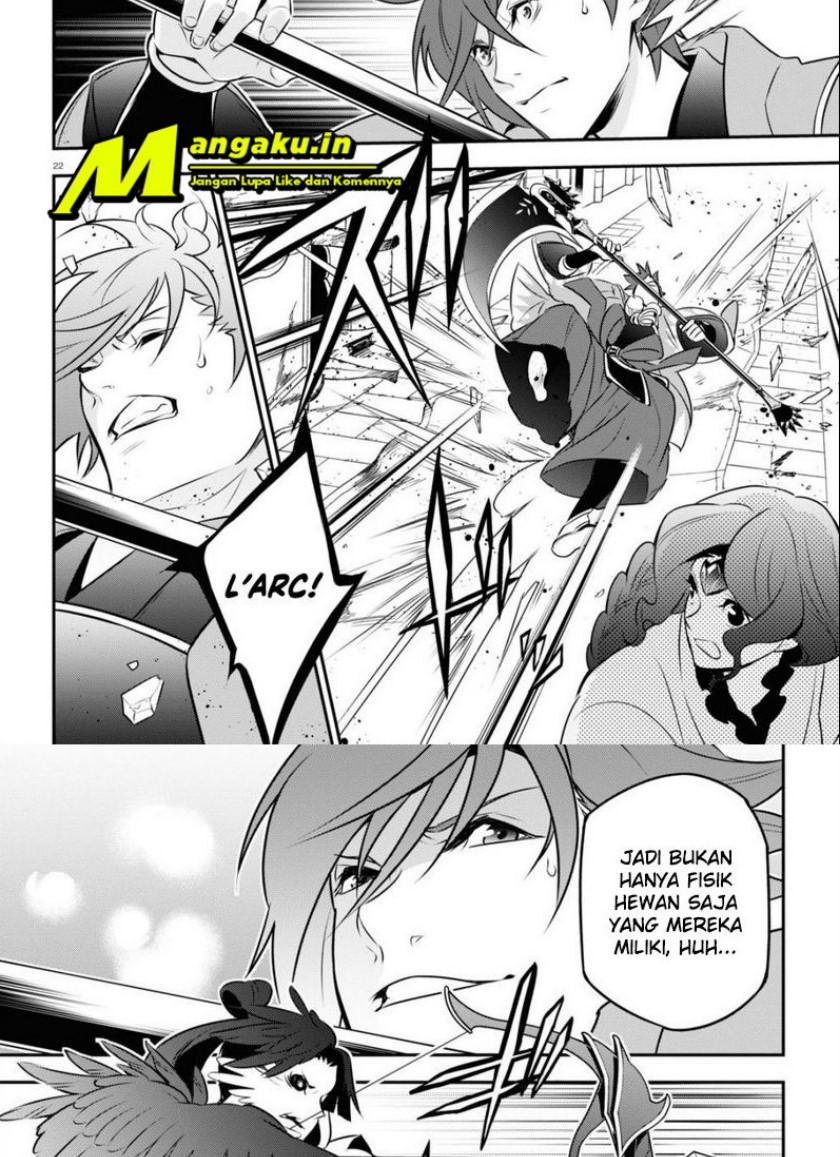 22
Mangaku.in
Jangan Lupa Like dan Komennya
L'ARC!
JADI BUKAN
HANYA FISIK
HEWAN SAJA
YANG MEREKA
MILIKI, HUH...